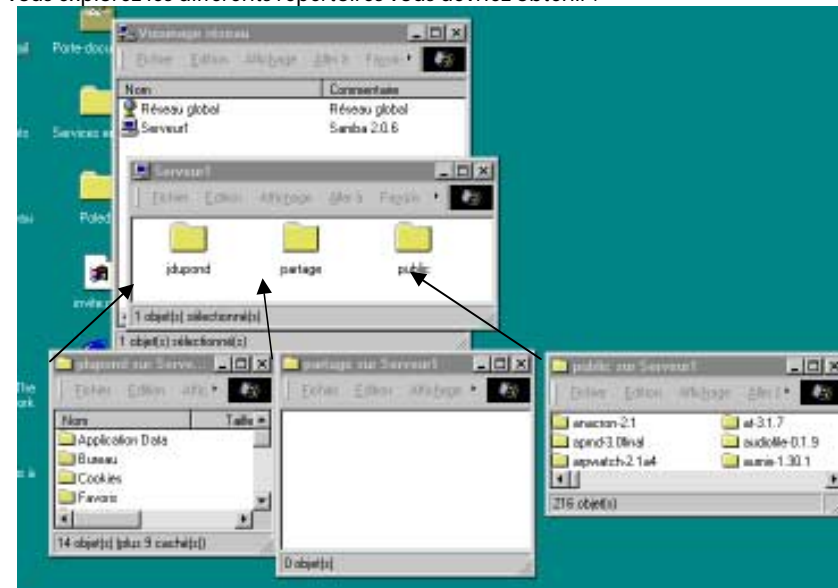 vous explorez les différents répertoires vous devriez obtenir :
Porte-docu
Voisinage réseau
Fichier Edition Affichage Aller à Favoris
Nom Commentaire
Réseau global Réseau global
Serveur1 Samba 2.0.6
Services en
Serveur1
Fichier Edition Affichage Aller à Favoris
jdupond partage public
1 objet(s) sélectionné(s)
1 objet(s) sélectionné(s)
jdupond sur Serve...
Fichier Edition Affic
Nom Taille
Application Data
Bureau
Cookies
Favoris
14 objet(s) (plus 9 caché(s))
partage sur Serveur1
Fichier Edition Affichage
0 objet(s)
public sur Serveur1
Fichier Edition Affichage Aller à
anacron-2.1 at-3.1.7
apmd-3.0final audiofile-0.1.9
arpwatch-2.1a4 aumix-1.30.1
216 objet(s)